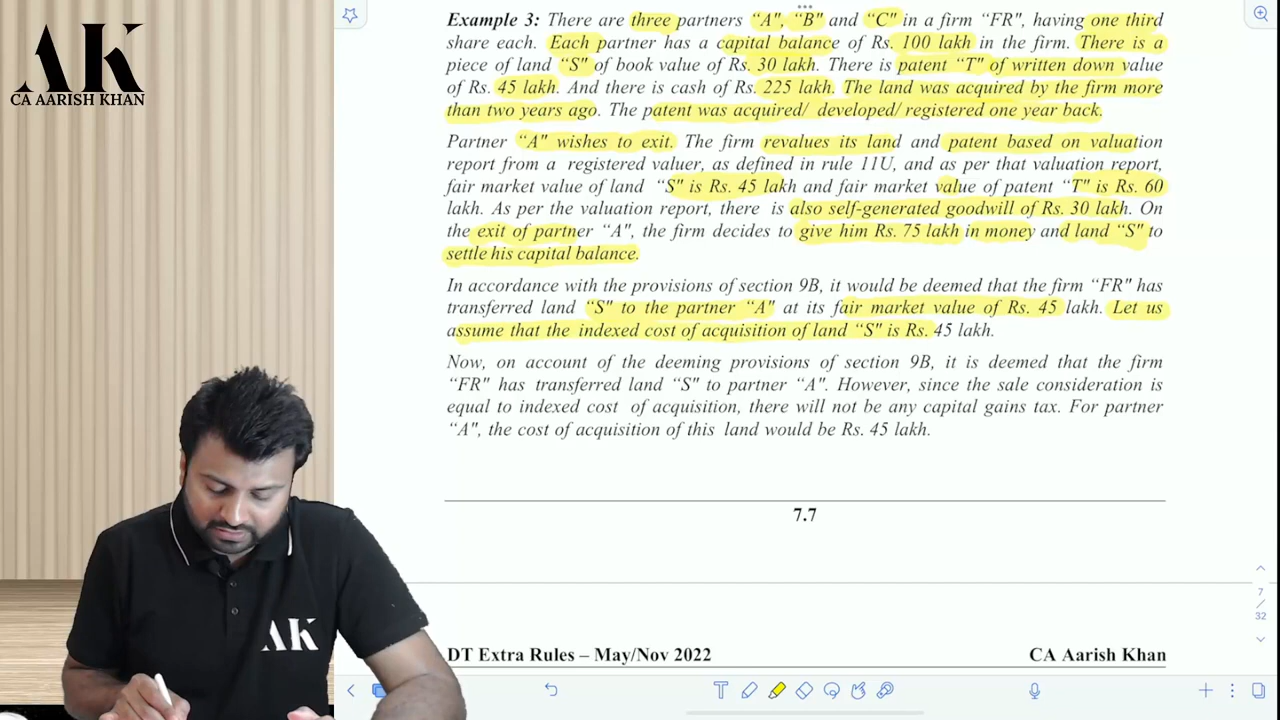 AK
CA AARISH KHAN
AK
***
Example 3: There are three partners "A", "B" and "C" in a firm "FR", having one third
share each. Each partner has a capital balance of Rs. 100 lakh in the firm. There is a
piece of land "S" of book value of Rs. 30 lakh. There is patent "T" of written down value
of Rs. 45 lakh. And there is cash of Rs. 225 lakh. The land was acquired by the firm more
than two years ago. The patent was acquired/ developed/ registered one year back.
Partner "A" wishes to exit. The firm revalues its land and patent based on valuation
report from a registered valuer, as defined in rule 11U, and as per that valuation report,
fair market value of land "S" is Rs. 45 lakh and fair market value of patent "T" is Rs. 60
lakh. As per the valuation report, there is also self-generated goodwill of Rs. 30 lakh. On
the exit of partner "A", the firm decides to give him Rs. 75 lakh in money and land "S" to
settle his capital balance.
In accordance with the provisions of section 9B, it would be deemed that the firm "FR" has
transferred land "S" to the partner "A" at its fair market value of Rs. 45 lakh. Let us
assume that the indexed cost of acquisition of land "S" is Rs. 45 lakh.
Now, on account of the deeming provisions of section 9B, it is deemed that the firm
"FR" has transferred land "S" to partner "A". However, since the sale consideration is
equal to indexed cost of acquisition, there will not be any capital gains tax. For partner
"A", the cost of acquisition of this land would be Rs. 45 lakh.
7.7
7
/
32
DT Extra Rules – May/Nov 2022 CA Aarish Khan